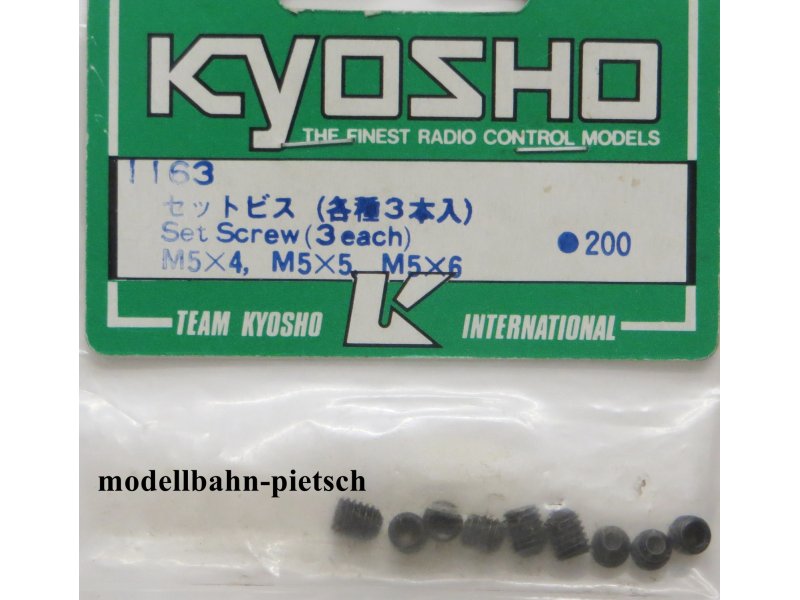 KYOSHO
THE FINEST RADIO CONTROL MODELS
1163
セットビス (各種3本入)
Set Screw (3 each)
●200
M5×4, M5×5, M5×6
TEAM KYOSHO K INTERNATIONAL
modellbahn-pietsch